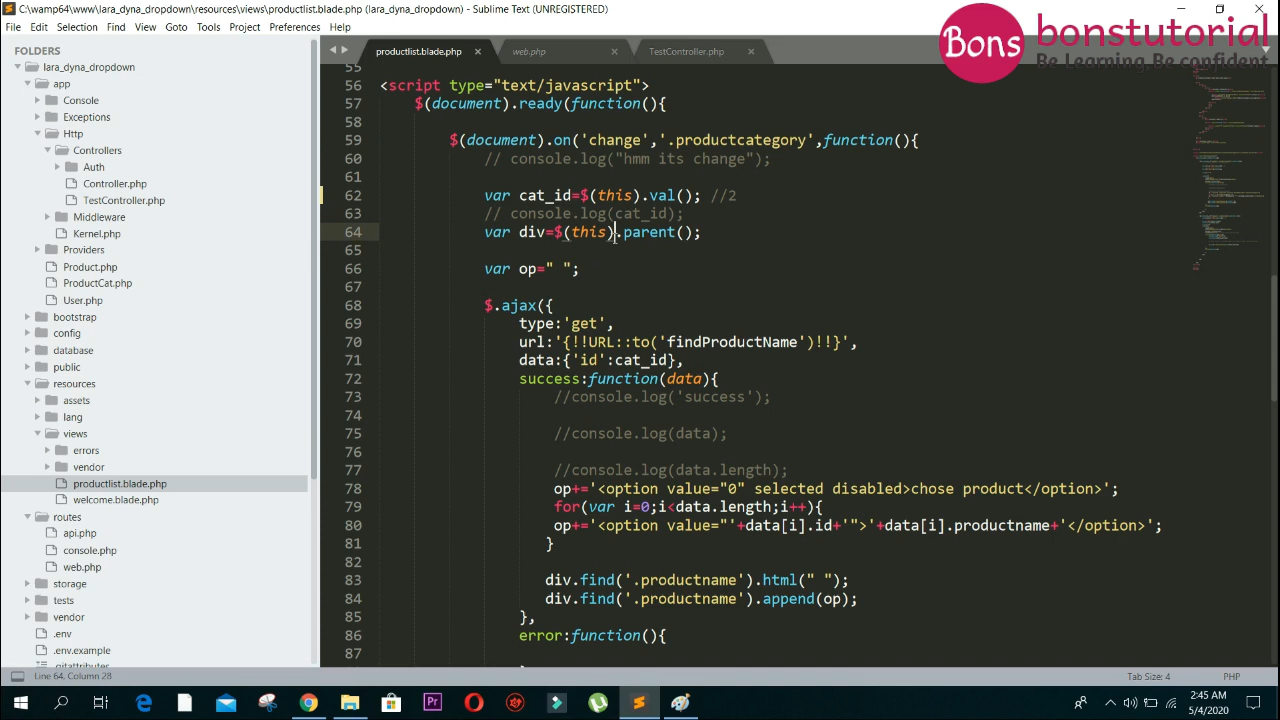 C:\wamp64\www\lara_dyna_dropdown\resources\views\productlist.blade.php (lara_dyna_dropdown) - Sublime Text (UNREGISTERED)
File Edit Selection Find View Goto Tools Project Preferences Help
Bons bonstutorial
Be Learning,Be confident
FOLDERS
lara_dyna_dropdown
app
Console
Exceptions
Http
Controllers
Auth
Controller.php
TestController.php
Middleware
Kernel.php
Providers
Product.php
ProductCat.php
User.php
bootstrap
config
database
public
resources
assets
lang
views
errors
vendor
productlist.blade.php
welcome.blade.php
routes
api.php
console.php
web.php
storage
tests
vendor
.env
.env.example
.gitattributes
productlist.blade.php web.php TestController.php
55
56 <script type="text/javascript">
57 $(document).ready(function(){
58
59 $(document).on('change','.productcategory',function(){
60 // console.log("hmm its change");
61
62 var cat_id=$(this).val(); //2
63 // console.log(cat_id);
64 var div=$(this).parent();
65
66 var op=" ";
67
68 $.ajax({
69 type:'get',
70 url:'{!!URL::to('findProductName')!!}',
71 data:{'id':cat_id},
72 success:function(data){
73 //console.log('success');
74
75 //console.log(data);
76
77 //console.log(data.length);
78 op+='<option value="0" selected disabled>chose product</option>';
79 for(var i=0;i<data.length;i++){
80 op+='<option value="'+data[i].id+'">'+data[i].productname+'</option>';
81 }
82
83 div.find('.productname').html(" ");
84 div.find('.productname').append(op);
85 },
86 error:function(){
87
Line 64, Column 28 Tab Size: 4 PHP
2:45 AM
5/4/2020